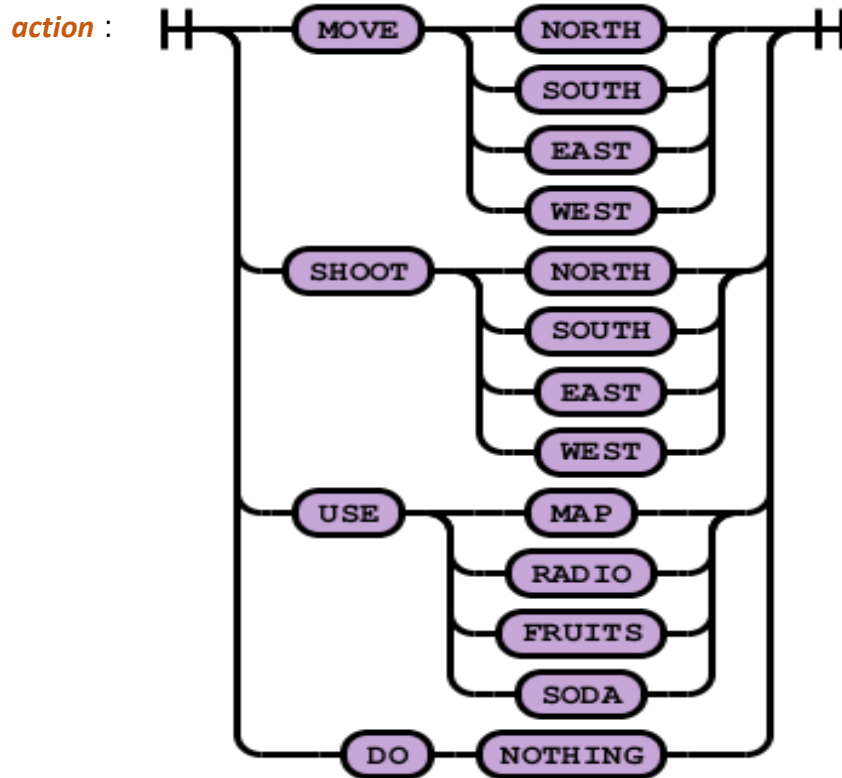 action : MOVE NORTH
SOUTH
EAST
WEST
SHOOT NORTH
SOUTH
EAST
WEST
USE MAP
RADIO
FRUITS
SODA
DO NOTHING